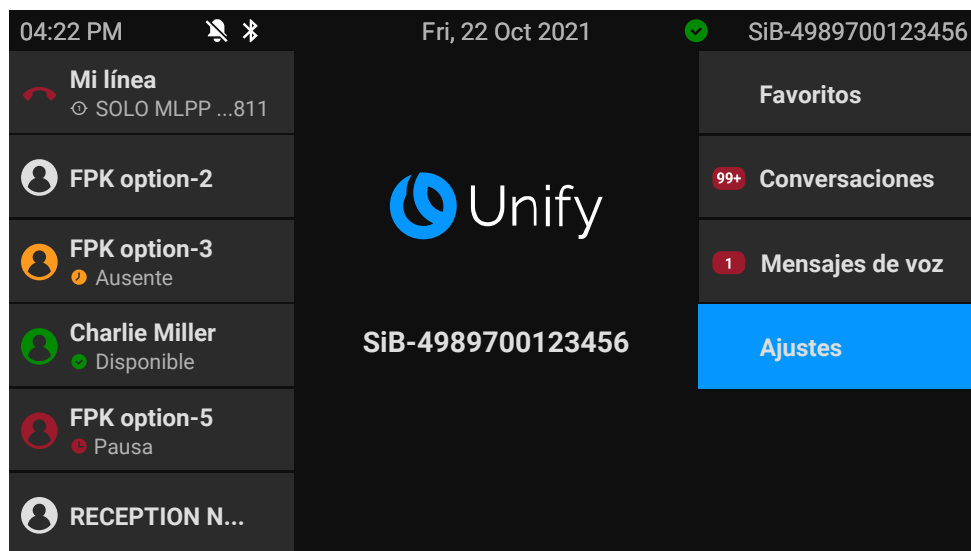 04:22 PM
Fri, 22 Oct 2021
SiB-4989700123456
Mi línea
SOLO MLPP ...811
FPK option-2
FPK option-3
Ausente
Charlie Miller
Disponible
FPK option-5
Pausa
RECEPTION N...
Unify
SiB-4989700123456
Favoritos
99+ Conversaciones
1 Mensajes de voz
Ajustes